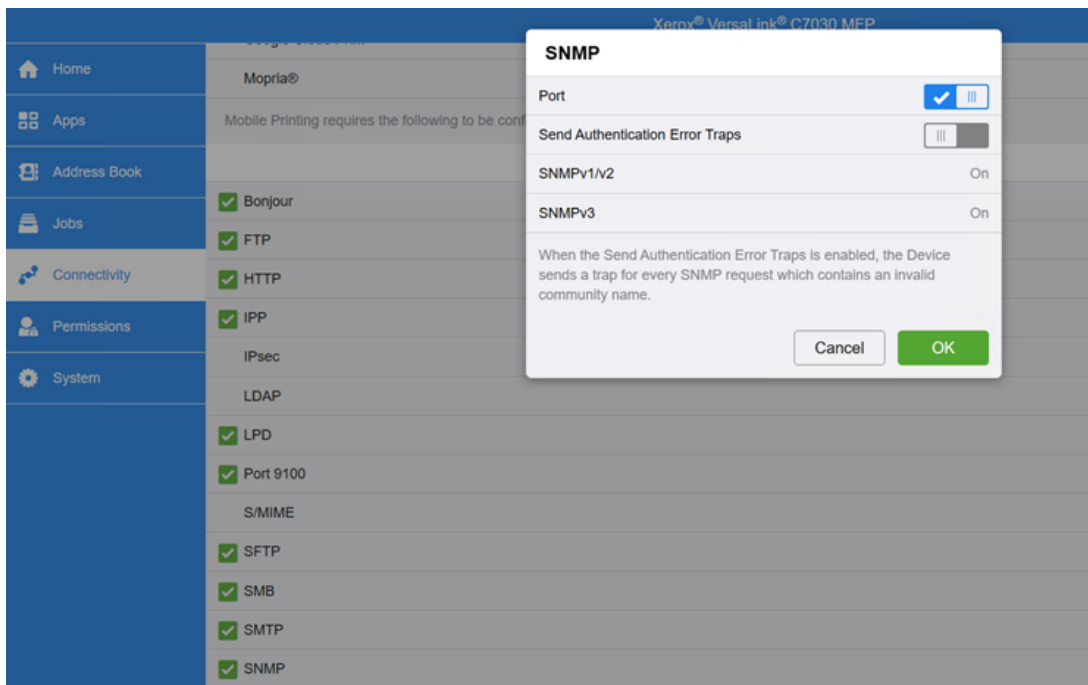 Xerox® VersaLink® C7030 MFP
Home
Apps
Address Book
Jobs
Connectivity
Permissions
System
Mopria®
Mobile Printing requires the following to be conf
Bonjour
FTP
HTTP
IPP
IPsec
LDAP
LPD
Port 9100
S/MIME
SFTP
SMB
SMTP
SNMP
SNMP
Port
Send Authentication Error Traps
SNMPv1/v2 On
SNMPv3 On
When the Send Authentication Error Traps is enabled, the Device
sends a trap for every SNMP request which contains an invalid
community name.
Cancel OK